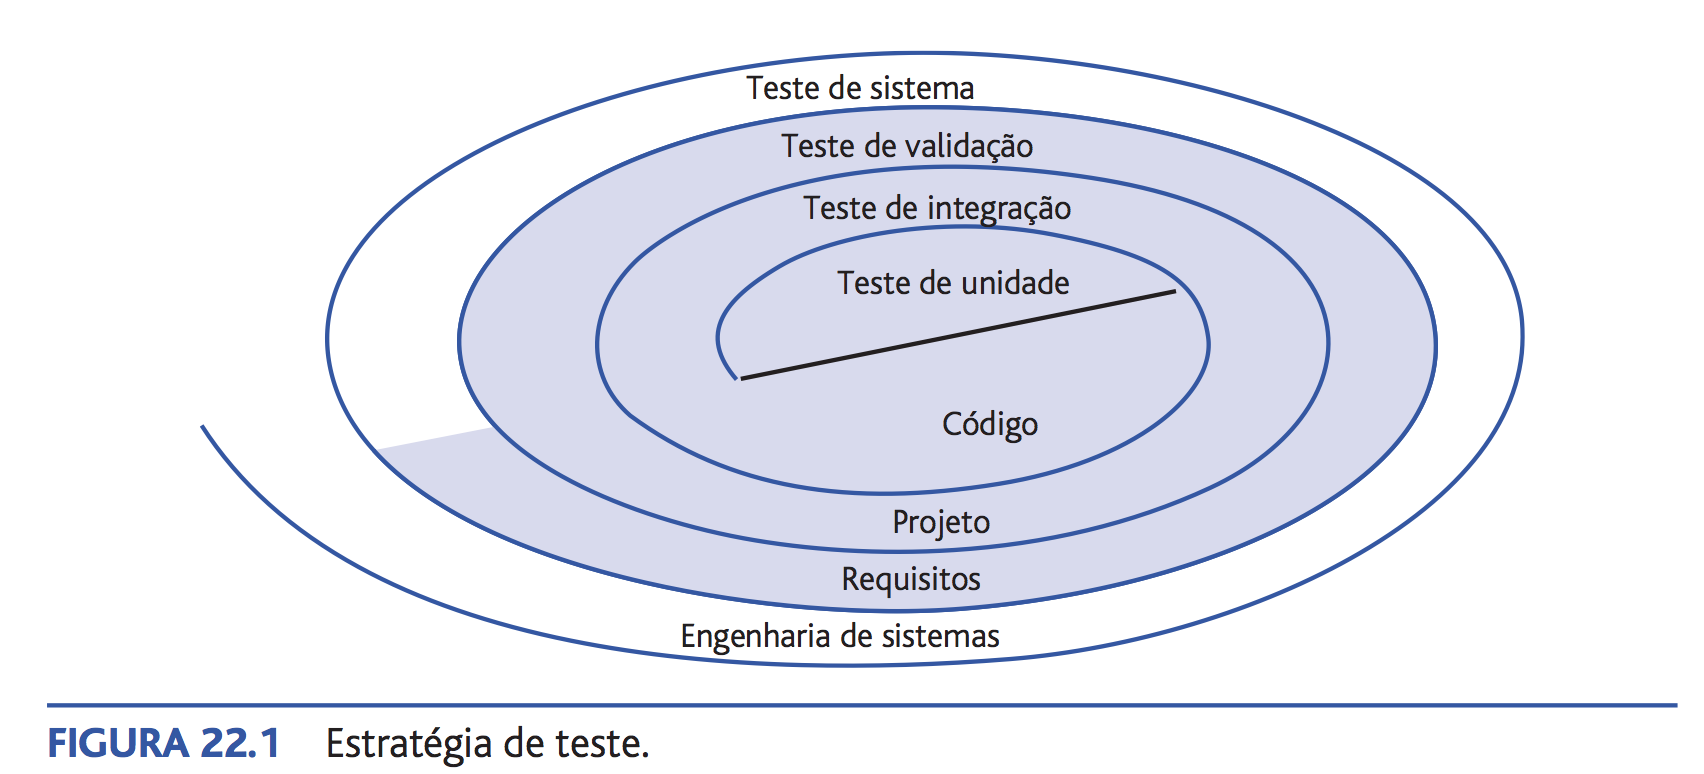 Teste de sistema
Teste de validação
Teste de integração
Teste de unidade
Código
Projeto
Requisitos
Engenharia de sistemas
FIGURA 22.1 Estratégia de teste.